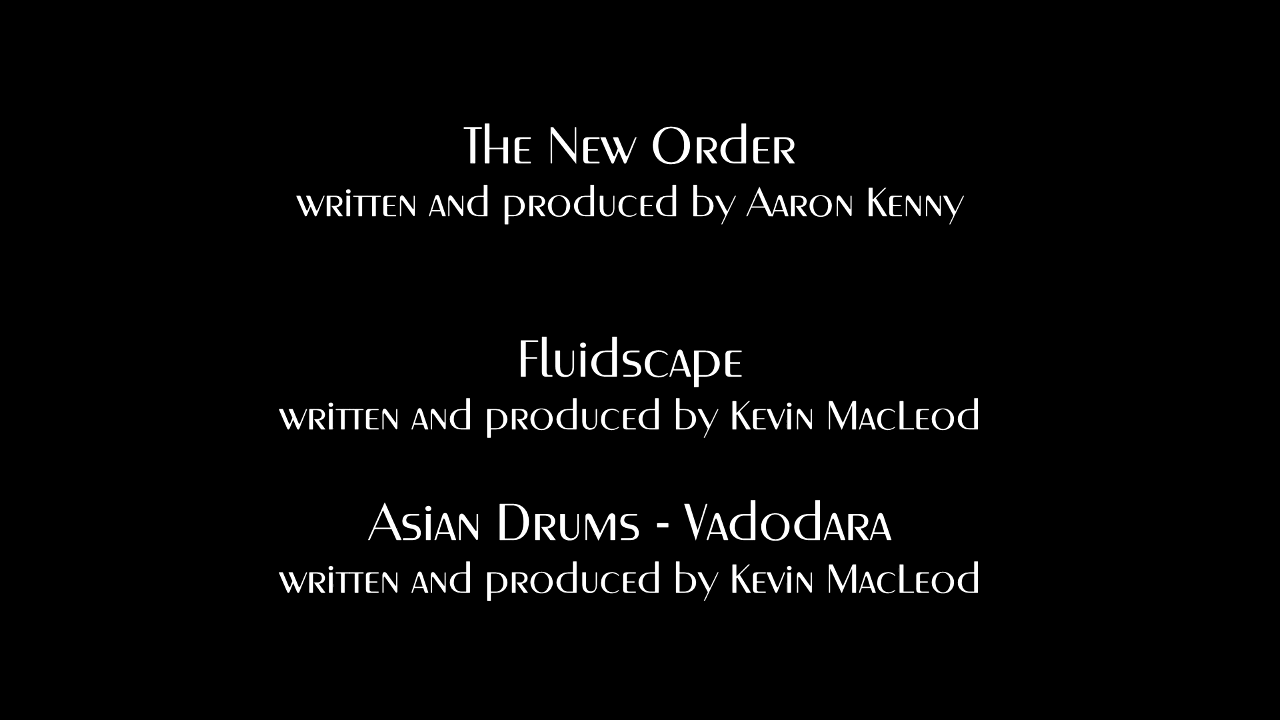 The New Order
written and produced by Aaron Kenny
Fluidscape
written and produced by Kevin MacLeod
Asian Drums - Vadodara
written and produced by Kevin MacLeod